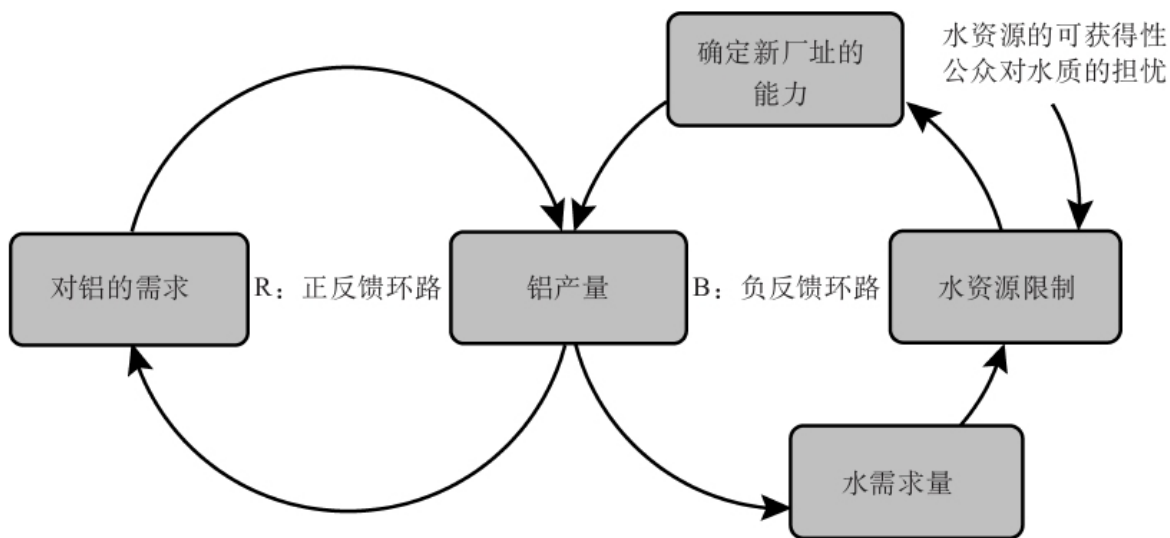 确定新厂址的
能力
水资源的可获得性
公众对水质的担忧
对铝的需求
R：正反馈环路
铝产量
B：负反馈环路
水资源限制
水需求量